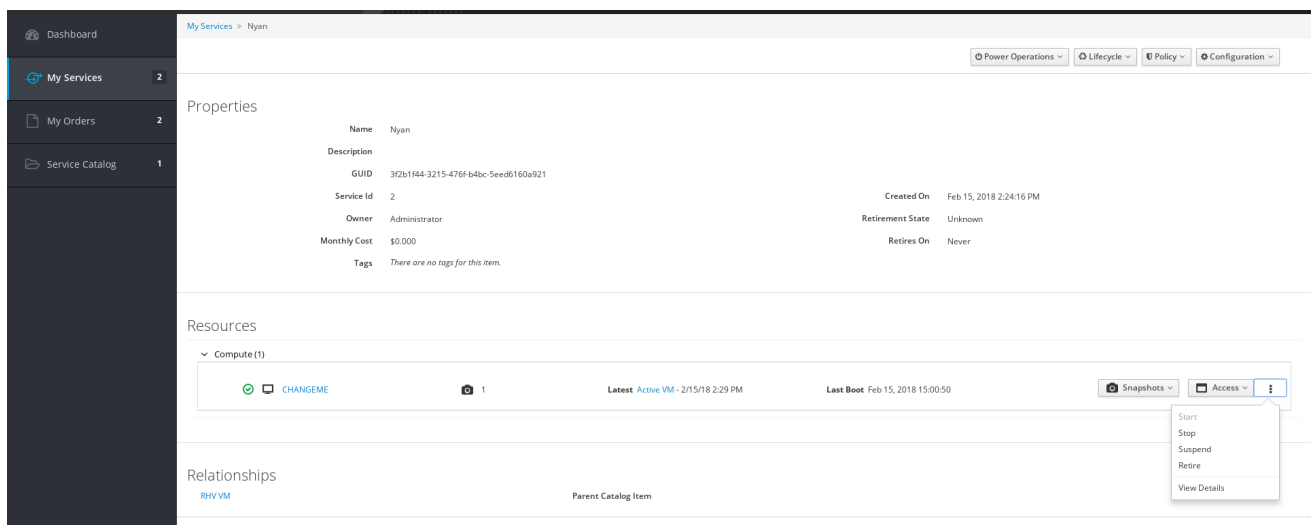 Dashboard
My Services 2
My Orders 2
Service Catalog 1
My Services » Nyan
Power Operations Lifecycle Policy Configuration
Properties
Name Nyan
Description
GUID 3f2b1f44-3215-476f-b4bc-5eed6160a921
Service Id 2 Created On Feb 15, 2018 2:24:16 PM
Owner Administrator Retirement State Unknown
Monthly Cost $0.000 Retires On Never
Tags There are no tags for this item.
Resources
Compute (1)
CHANGEME 1 Latest Active VM - 2/15/18 2:29 PM Last Boot Feb 15, 2018 15:00:50 Snapshots Access
Start
Stop
Suspend
Retire
View Details
Relationships
RHV VM Parent Catalog Item